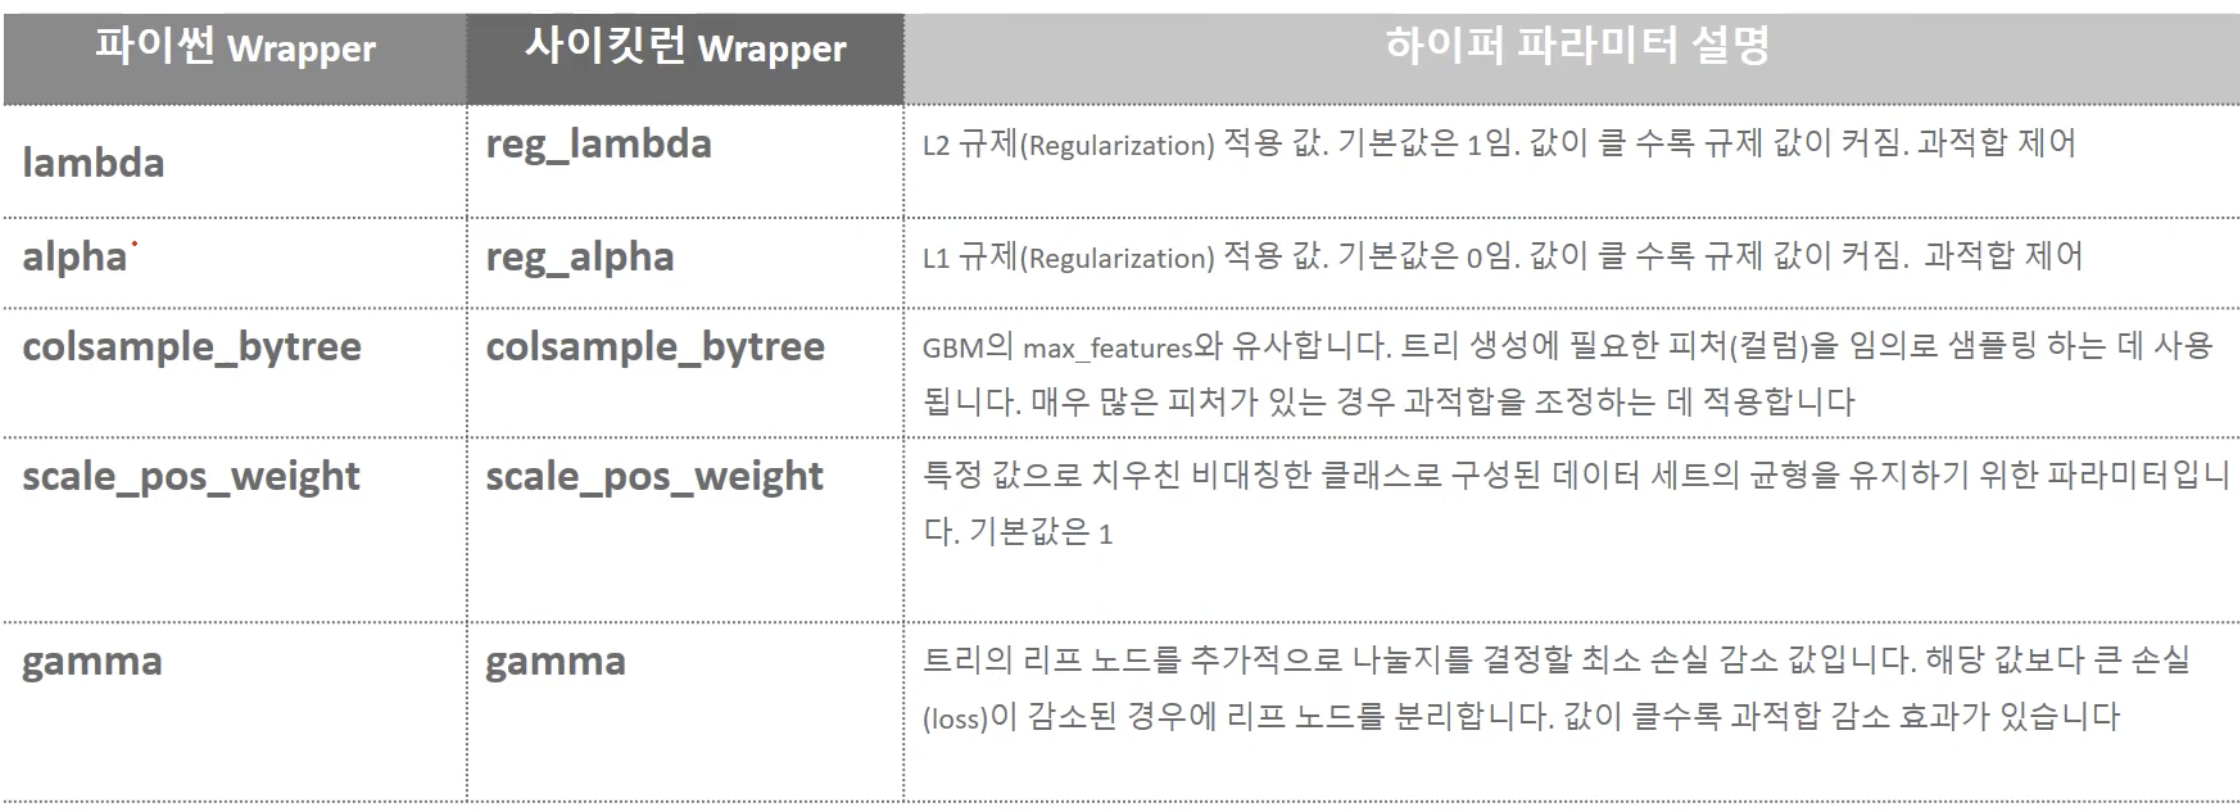 파이썬 Wrapper 사이킷런 Wrapper 하이퍼 파라미터 설명
lambda reg_lambda L2 규제(Regularization) 적용 값. 기본값은 1임. 값이 클 수록 규제 값이 커짐. 과적합 제어
alpha reg_alpha L1 규제(Regularization) 적용 값. 기본값은 0임. 값이 클 수록 규제 값이 커짐. 과적합 제어
colsample_bytree colsample_bytree GBM의 max_features와 유사합니다. 트리 생성에 필요한 피처(컬럼)을 임의로 샘플링 하는 데 사용
됩니다. 매우 많은 피처가 있는 경우 과적합을 조정하는 데 적용합니다
scale_pos_weight scale_pos_weight 특정 값으로 치우친 비대칭한 클래스로 구성된 데이터 세트의 균형을 유지하기 위한 파라미터입니
다. 기본값은 1
gamma gamma 트리의 리프 노드를 추가적으로 나눌지를 결정할 최소 손실 감소 값입니다. 해당 값보다 큰 손실
(loss)이 감소된 경우에 리프 노드를 분리합니다. 값이 클수록 과적합 감소 효과가 있습니다